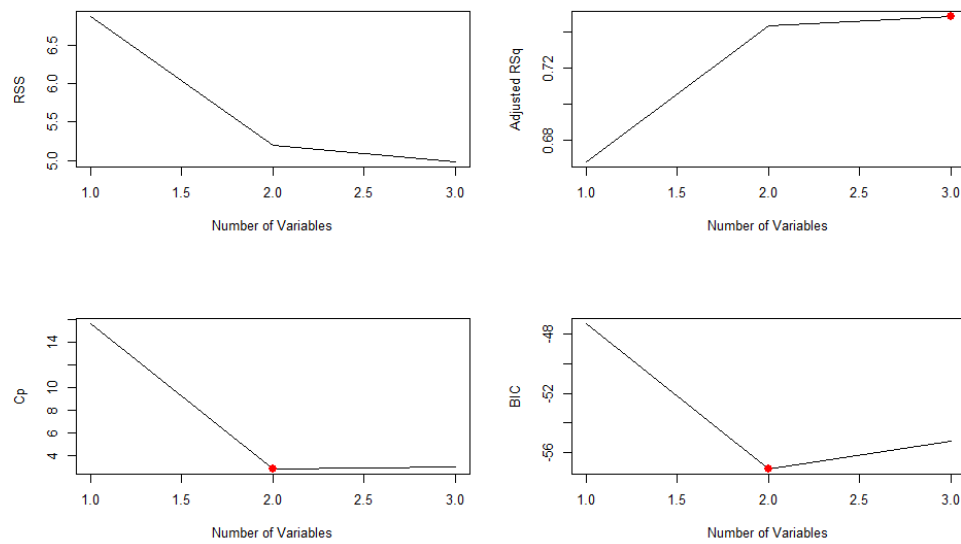 RSS
5.0 5.5 6.0 6.5
1.0 1.5 2.0 2.5 3.0
Number of Variables
Adjusted RSq
0.68 0.72
1.0 1.5 2.0 2.5 3.0
Number of Variables
Cp
4 6 8 10 14
1.0 1.5 2.0 2.5 3.0
Number of Variables
BIC
-56 -52 -48
1.0 1.5 2.0 2.5 3.0
Number of Variables